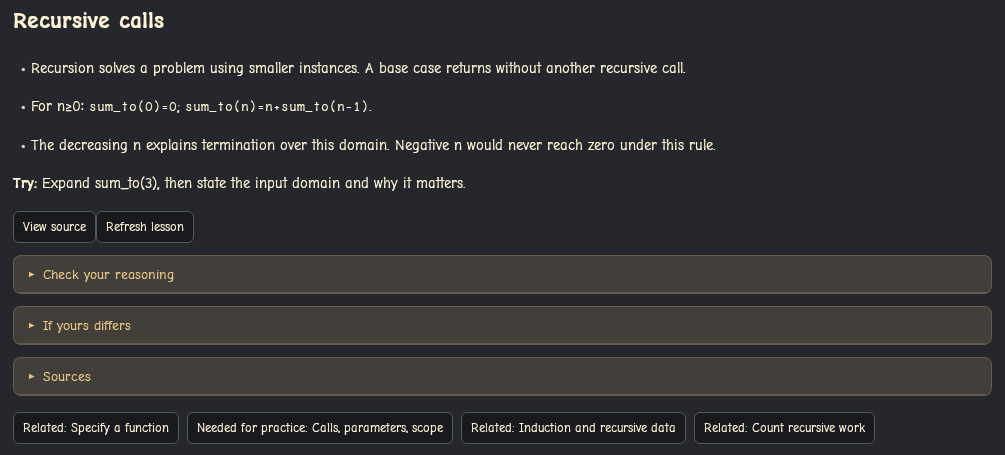 Recursive calls
• Recursion solves a problem using smaller instances. A base case returns without another recursive call.
• For n≥0: sum_to(0)=0; sum_to(n)=n+sum_to(n-1).
• The decreasing n explains termination over this domain. Negative n would never reach zero under this rule.
Try: Expand sum_to(3), then state the input domain and why it matters.
View source Refresh lesson
▸ Check your reasoning
▸ If yours differs
▸ Sources
Related: Specify a function Needed for practice: Calls, parameters, scope Related: Induction and recursive data Related: Count recursive work